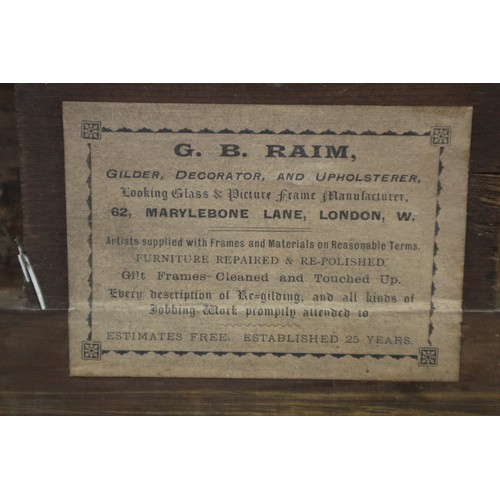 G. B. RAIM,
GILDER, DECORATOR, AND UPHOLSTERER,
Looking Glass & Picture Frame Manufacturer,
62, MARYLEBONE LANE, LONDON, W.
Artists supplied with Frames and Materials on Reasonable Terms.
FURNITURE REPAIRED & RE-POLISHED.
Gilt Frames Cleaned and Touched Up.
Every description of Re-gilding, and all kinds of
Jobbing Work promptly attended to
ESTIMATES FREE. ESTABLISHED 25 YEARS.